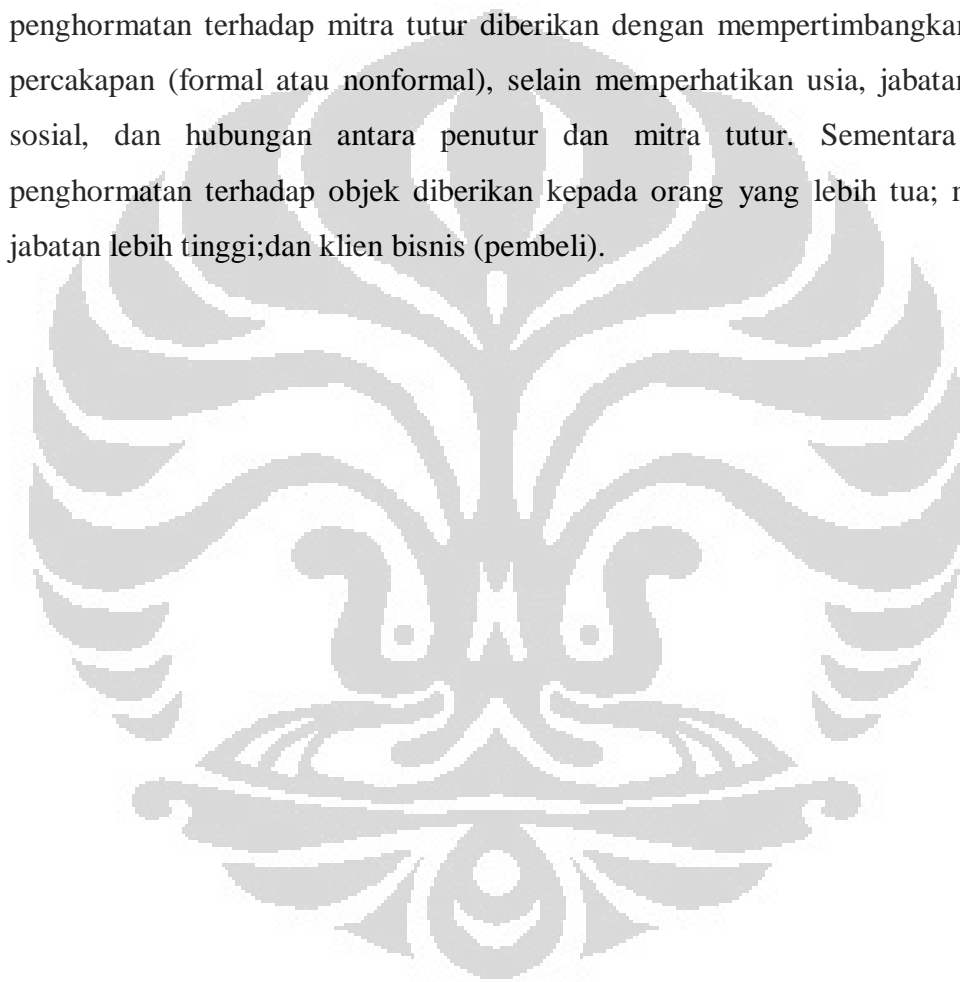 penghormatan terhadap mitra tutur diberikan dengan mempertimbangkan
percakapan (formal atau nonformal), selain memperhatikan usia, jabatan
sosial, dan hubungan antara penutur dan mitra tutur. Sementara
penghormatan terhadap objek diberikan kepada orang yang lebih tua;
jabatan lebih tinggi;dan klien bisnis (pembeli).